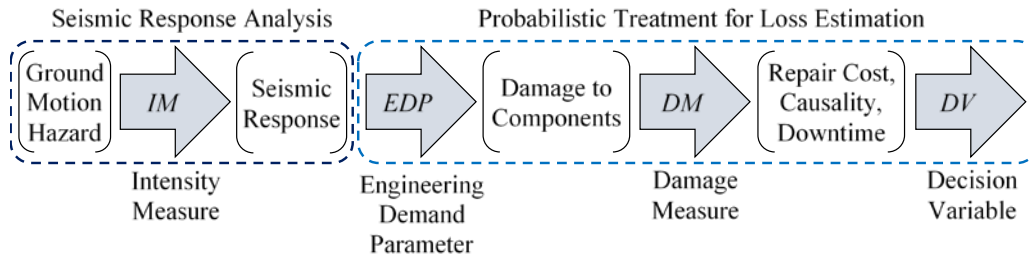 Seismic Response Analysis
Probabilistic Treatment for Loss Estimation
Ground
Motion
Hazard
IM
Seismic
Response
EDP
Damage to
Components
DM
Repair Cost,
Causality,
Downtime
DV
Intensity
Measure
Engineering
Demand
Parameter
Damage
Measure
Decision
Variable